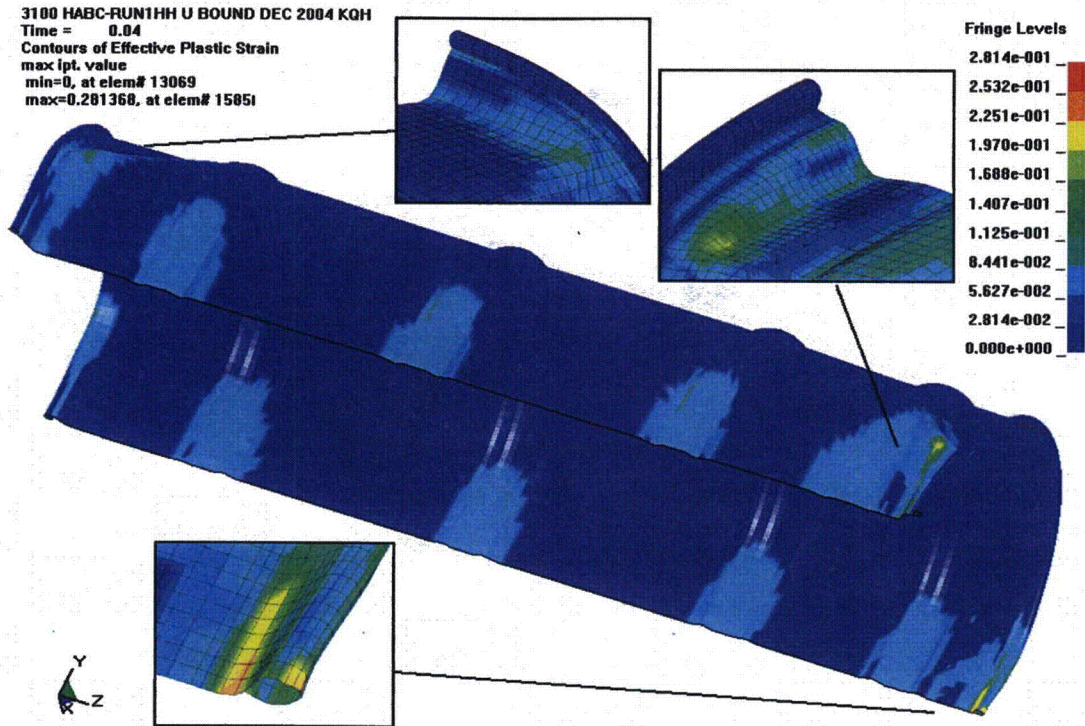 3100 HABC-RUN1HH U BOUND DEC 2004 KQH
Time = 0.04
Contours of Effective Plastic Strain
max ipt. value
min=0, at elem# 13069
max=0.281368, at elem# 15851
Fringe Levels
2.814e-001
2.532e-001
2.251e-001
1.970e-001
1.688e-001
1.407e-001
1.125e-001
8.441e-002
5.627e-002
2.814e-002
0.000e+000
Y
Z
X